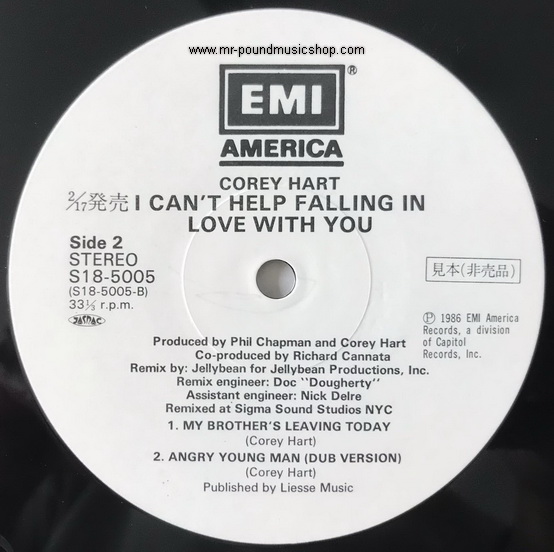 www.mr-poundmusicshop.com
EMI ®
AMERICA
COREY HART
2/17発売 I CAN'T HELP FALLING IN
LOVE WITH YOU
Side 2
STEREO
S18-5005
(S18-5005-B)
33⅓ r.p.m.
JASRAC
見本(非売品)
Ⓟ 1986 EMI America
Records, a division
of Capitol
Records, Inc.
Produced by Phil Chapman and Corey Hart
Co-produced by Richard Cannata
Remix by: Jellybean for Jellybean Productions, Inc.
Remix engineer: Doc "Dougherty"
Assistant engineer: Nick Delre
Remixed at Sigma Sound Studios NYC
1. MY BROTHER'S LEAVING TODAY
(Corey Hart)
2. ANGRY YOUNG MAN (DUB VERSION)
(Corey Hart)
Published by Liesse Music